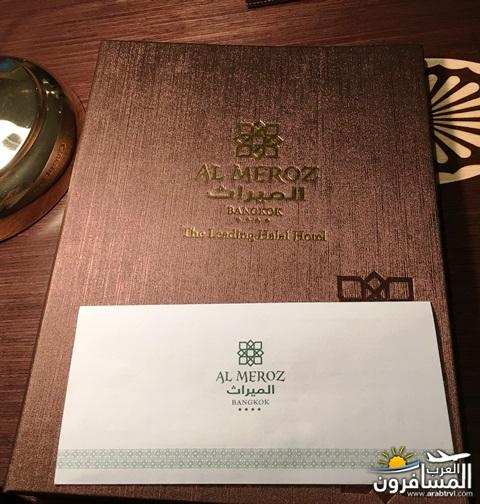 AL MEROZ
الميراث
BANGKOK
The Leading Halal Hotel
AL MEROZ
الميراث
BANGKOK
العرب
المسافرون
www.arabtrvl.com